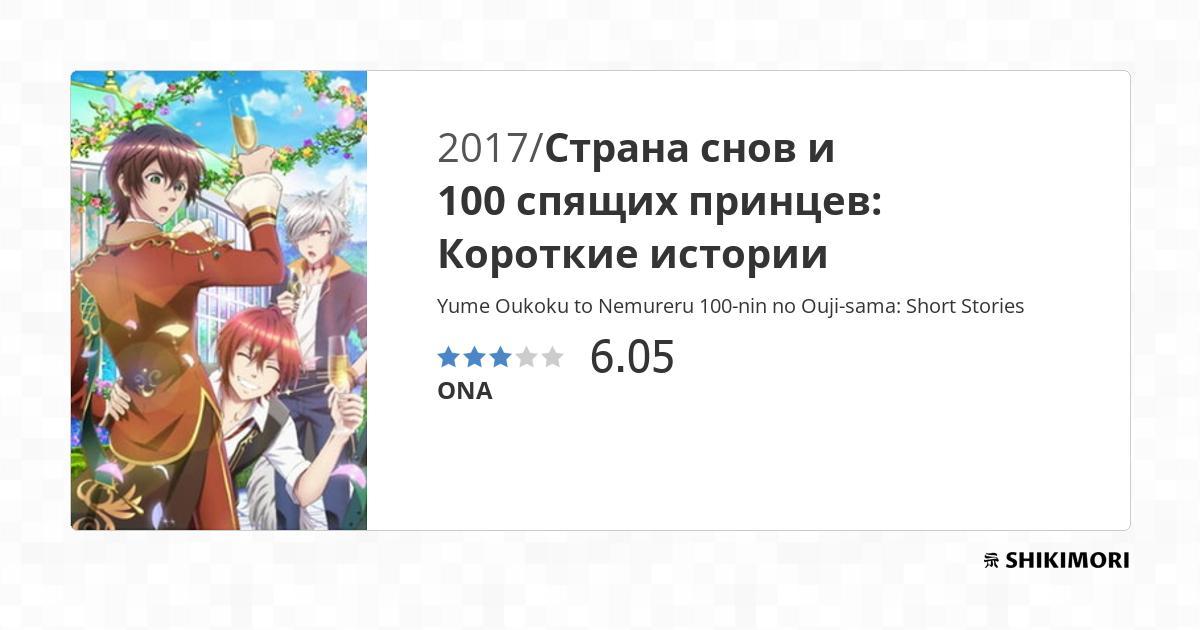 2017/Страна снов и
100 спящих принцев:
Короткие истории
Yume Oukoku to Nemureru 100-nin no Ouji-sama: Short Stories
6.05
ONA
SHIKIMORI